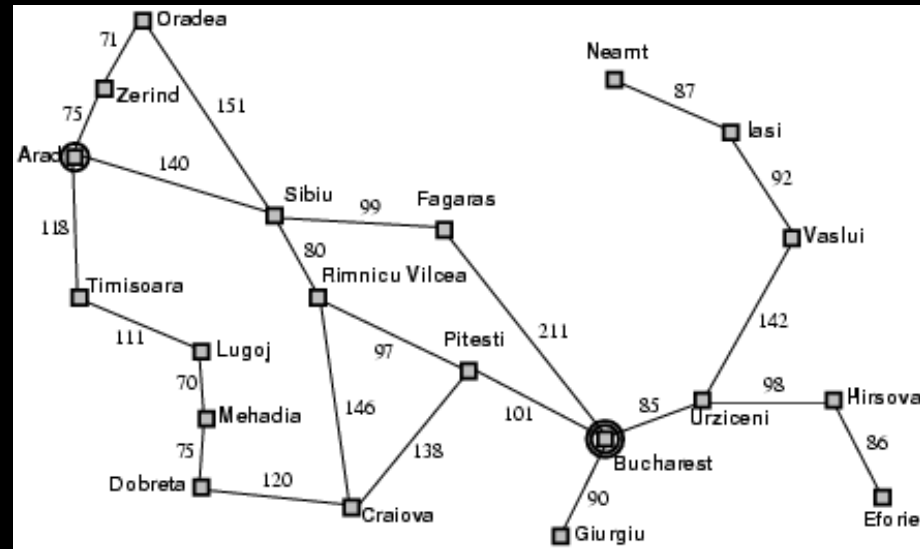 Oradea
71
Neamt
87
Zerind
75
151
Iasi
Arad
140
92
Sibiu
Fagaras
99
118
80
Vaslui
Timisoara
Rimnicu Vilcea
142
111
Lugoj
97
Pitesti
211
70
98
Hirsova
146
101
85
Urziceni
Mehadia
75
138
86
Bucharest
Dobreta
120
90
Craiova
Eforie
Giurgiu